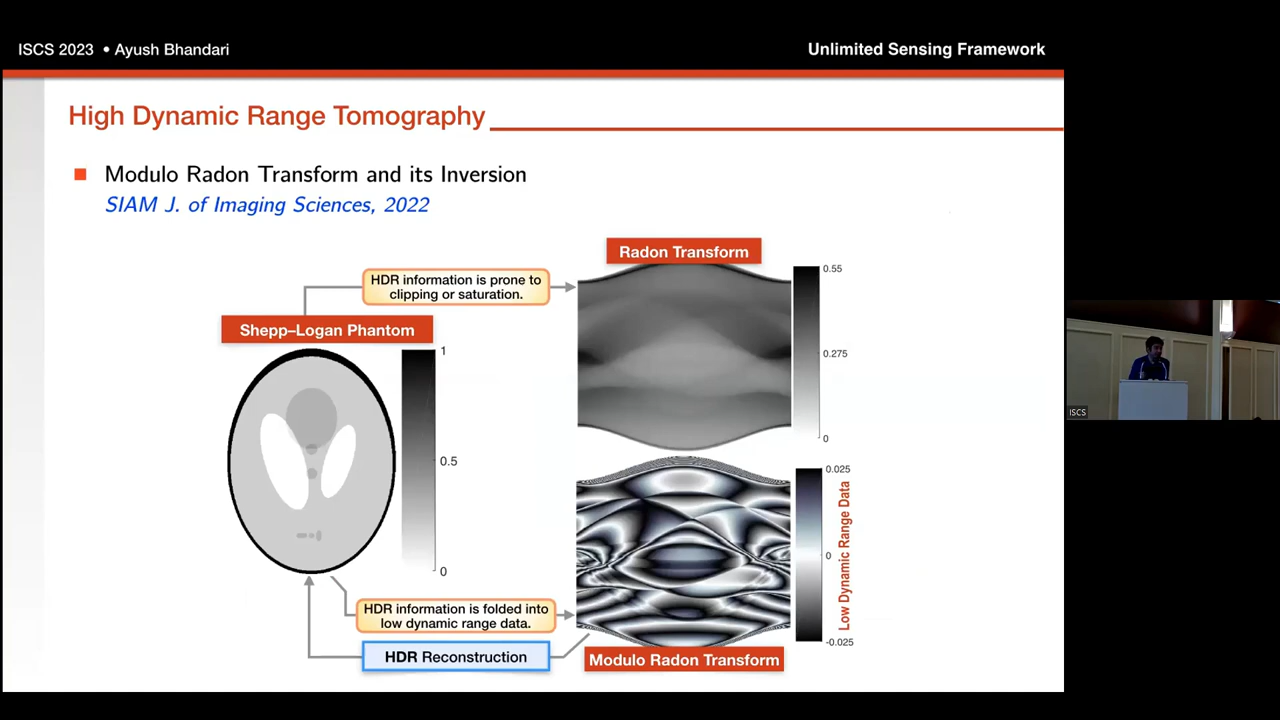 ISCS 2023 • Ayush Bhandari
Unlimited Sensing Framework
High Dynamic Range Tomography
Modulo Radon Transform and its Inversion
SIAM J. of Imaging Sciences, 2022
Radon Transform
HDR information is prone to
clipping or saturation.
0.55
0.275
0
Shepp–Logan Phantom
1
0.5
0
0.025
0
-0.025
Low Dynamic Range Data
HDR information is folded into
low dynamic range data.
HDR Reconstruction
Modulo Radon Transform
ISCS